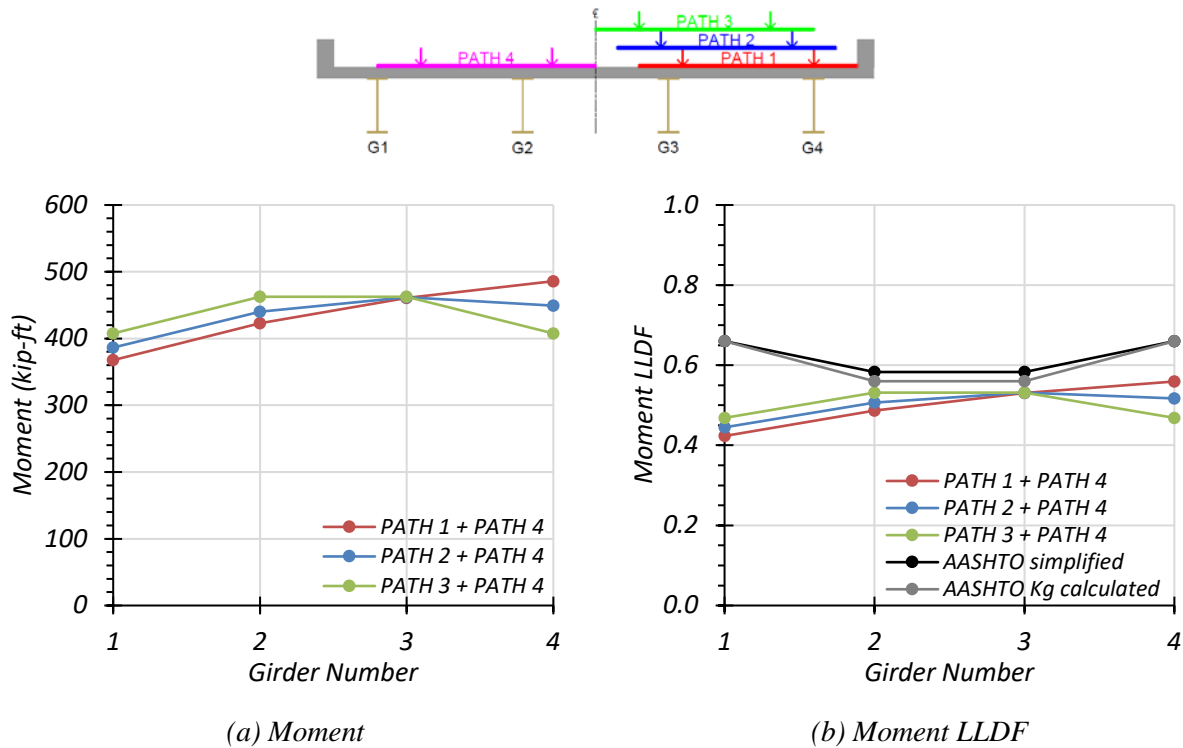 ℄
PATH 3
PATH 2
PATH 4
PATH 1
G1
G2
G3
G4
Moment (kip-ft)
600
500
400
300
200
100
0
PATH 1 + PATH 4
PATH 2 + PATH 4
PATH 3 + PATH 4
1
2
3
4
Girder Number
(a) Moment
Moment LLDF
1.0
0.8
0.6
0.4
0.2
0.0
PATH 1 + PATH 4
PATH 2 + PATH 4
PATH 3 + PATH 4
AASHTO simplified
AASHTO Kg calculated
1
2
3
4
Girder Number
(b) Moment LLDF